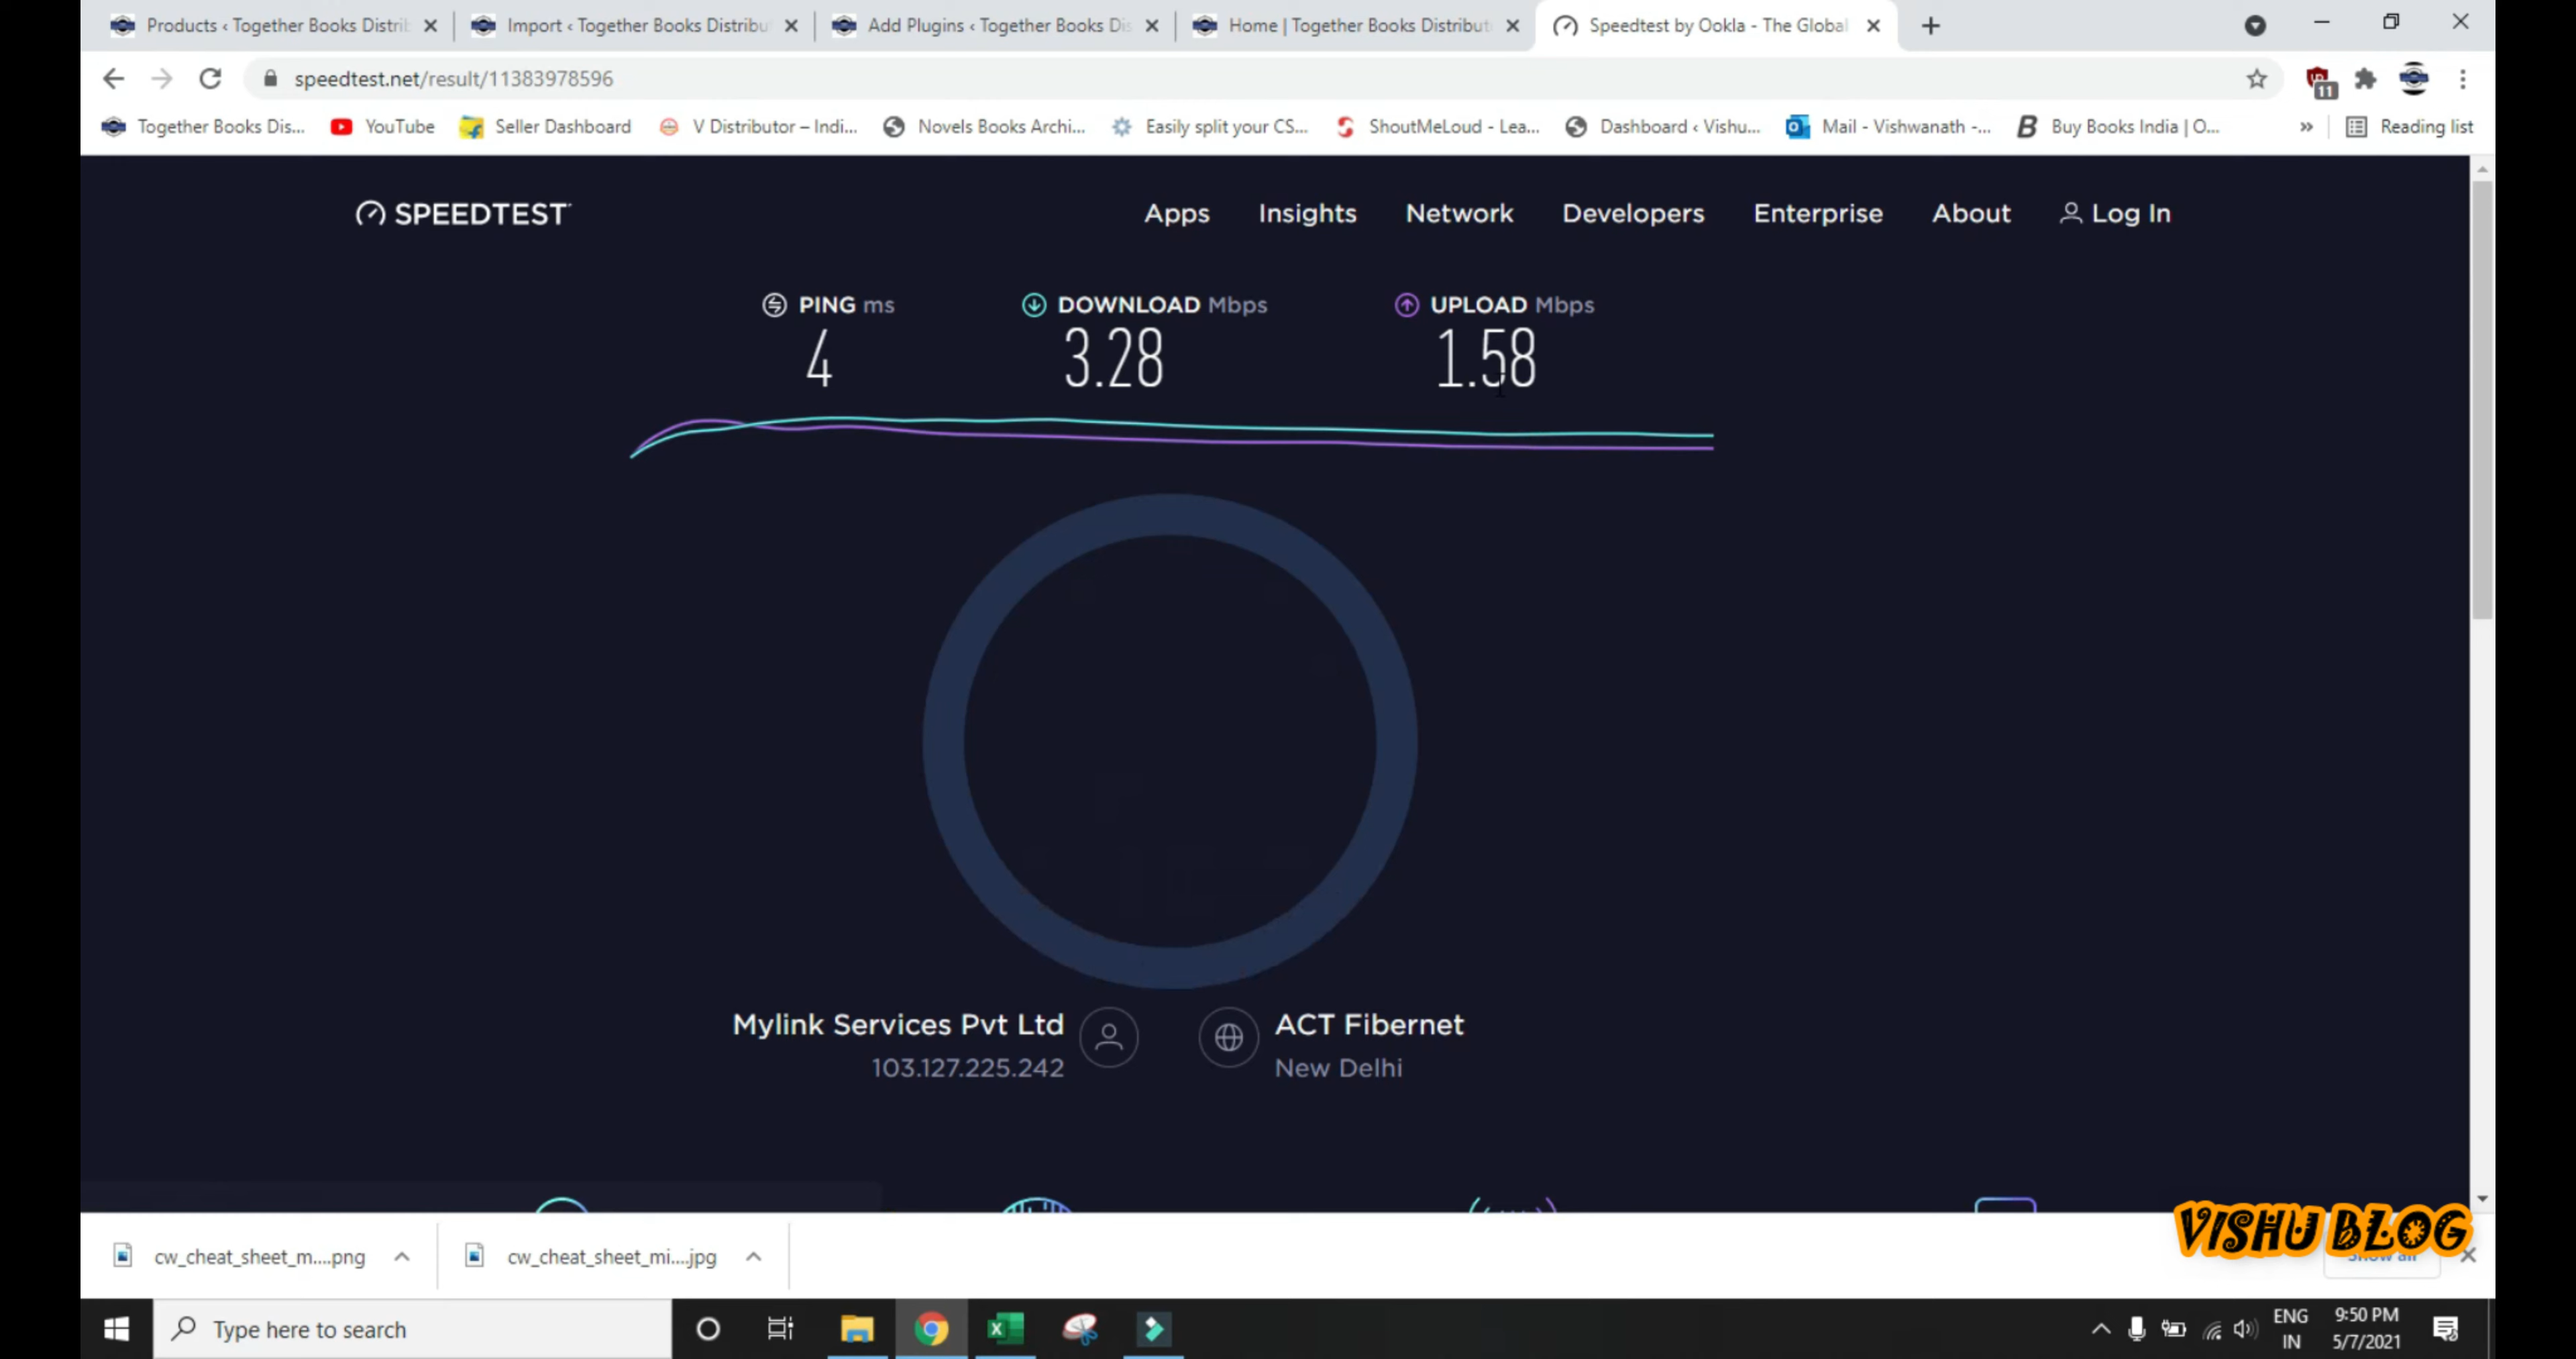 Products ‹ Together Books Distrib
Import ‹ Together Books Distribu
Add Plugins ‹ Together Books Dis
Home | Together Books Distribut
Speedtest by Ookla - The Global
speedtest.net/result/11383978596
11
Together Books Dis...
YouTube
Seller Dashboard
V Distributor – Indi...
Novels Books Archi...
Easily split your CS...
ShoutMeLoud - Lea...
Dashboard ‹ Vishu...
Mail - Vishwanath -...
Buy Books India | O...
»
Reading list
SPEEDTEST
Apps
Insights
Network
Developers
Enterprise
About
Log In
PING ms
DOWNLOAD Mbps
UPLOAD Mbps
4
3.28
1.58
Mylink Services Pvt Ltd
103.127.225.242
ACT Fibernet
New Delhi
VISHU BLOG
cw_cheat_sheet_m....png
cw_cheat_sheet_mi....jpg
Show all
Type here to search
ENG
IN
9:50 PM
5/7/2021